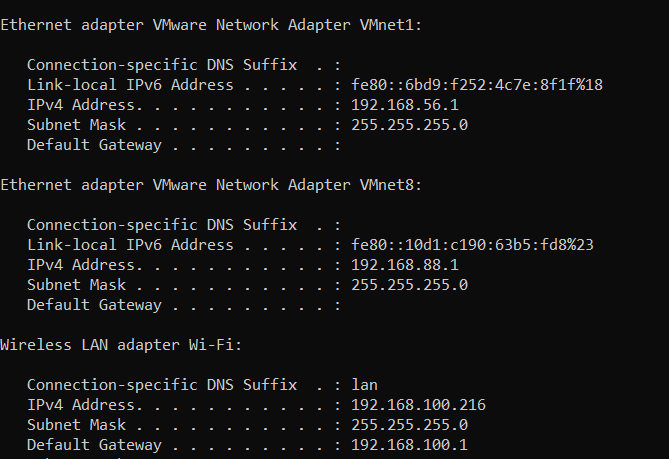 Ethernet adapter VMware Network Adapter VMnet1:
Connection-specific DNS Suffix  . :
Link-local IPv6 Address . . . . . : fe80::6bd9:f252:4c7e:8f1f%18
IPv4 Address. . . . . . . . . . . : 192.168.56.1
Subnet Mask . . . . . . . . . . . : 255.255.255.0
Default Gateway . . . . . . . . . :
Ethernet adapter VMware Network Adapter VMnet8:
Connection-specific DNS Suffix  . :
Link-local IPv6 Address . . . . . : fe80::10d1:c190:63b5:fd8%23
IPv4 Address. . . . . . . . . . . : 192.168.88.1
Subnet Mask . . . . . . . . . . . : 255.255.255.0
Default Gateway . . . . . . . . . :
Wireless LAN adapter Wi-Fi:
Connection-specific DNS Suffix  . : lan
IPv4 Address. . . . . . . . . . . : 192.168.100.216
Subnet Mask . . . . . . . . . . . : 255.255.255.0
Default Gateway . . . . . . . . . : 192.168.100.1